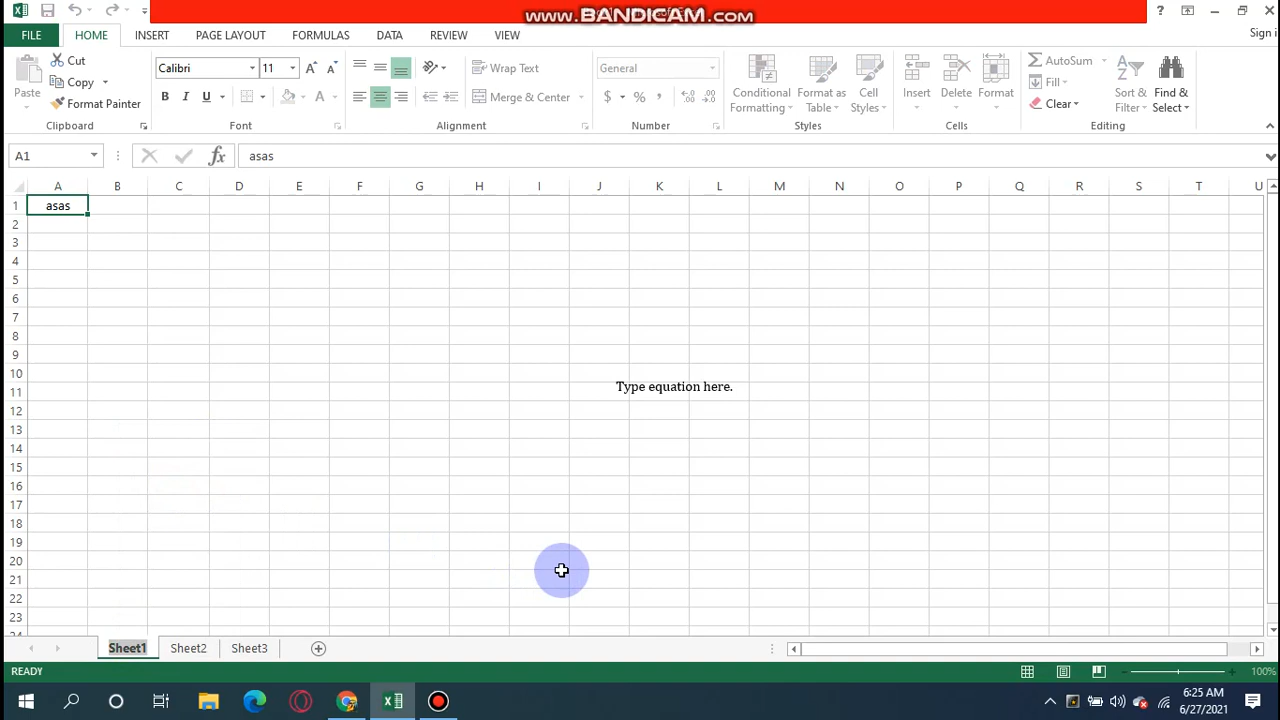 www.BANDICAM.com
FILE HOME INSERT PAGE LAYOUT FORMULAS DATA REVIEW VIEW Sign i
Cut
Copy
Format Painter
Paste
Clipboard
Calibri 11
B I U
Font
Wrap Text
Merge & Center
Alignment
General
$ %
Number
Conditional Formatting
Format as Table
Cell Styles
Styles
Insert
Delete
Format
Cells
AutoSum
Fill
Clear
Sort & Filter
Find & Select
Editing
A1 fx asas
A B C D E F G H I J K L M N O P Q R S T U
1 asas
2
3
4
5
6
7
8
9
10
Type equation here.
11
12
13
14
15
16
17
18
19
20
21
22
23
24
Sheet1 Sheet2 Sheet3
READY 100%
6:25 AM
6/27/2021